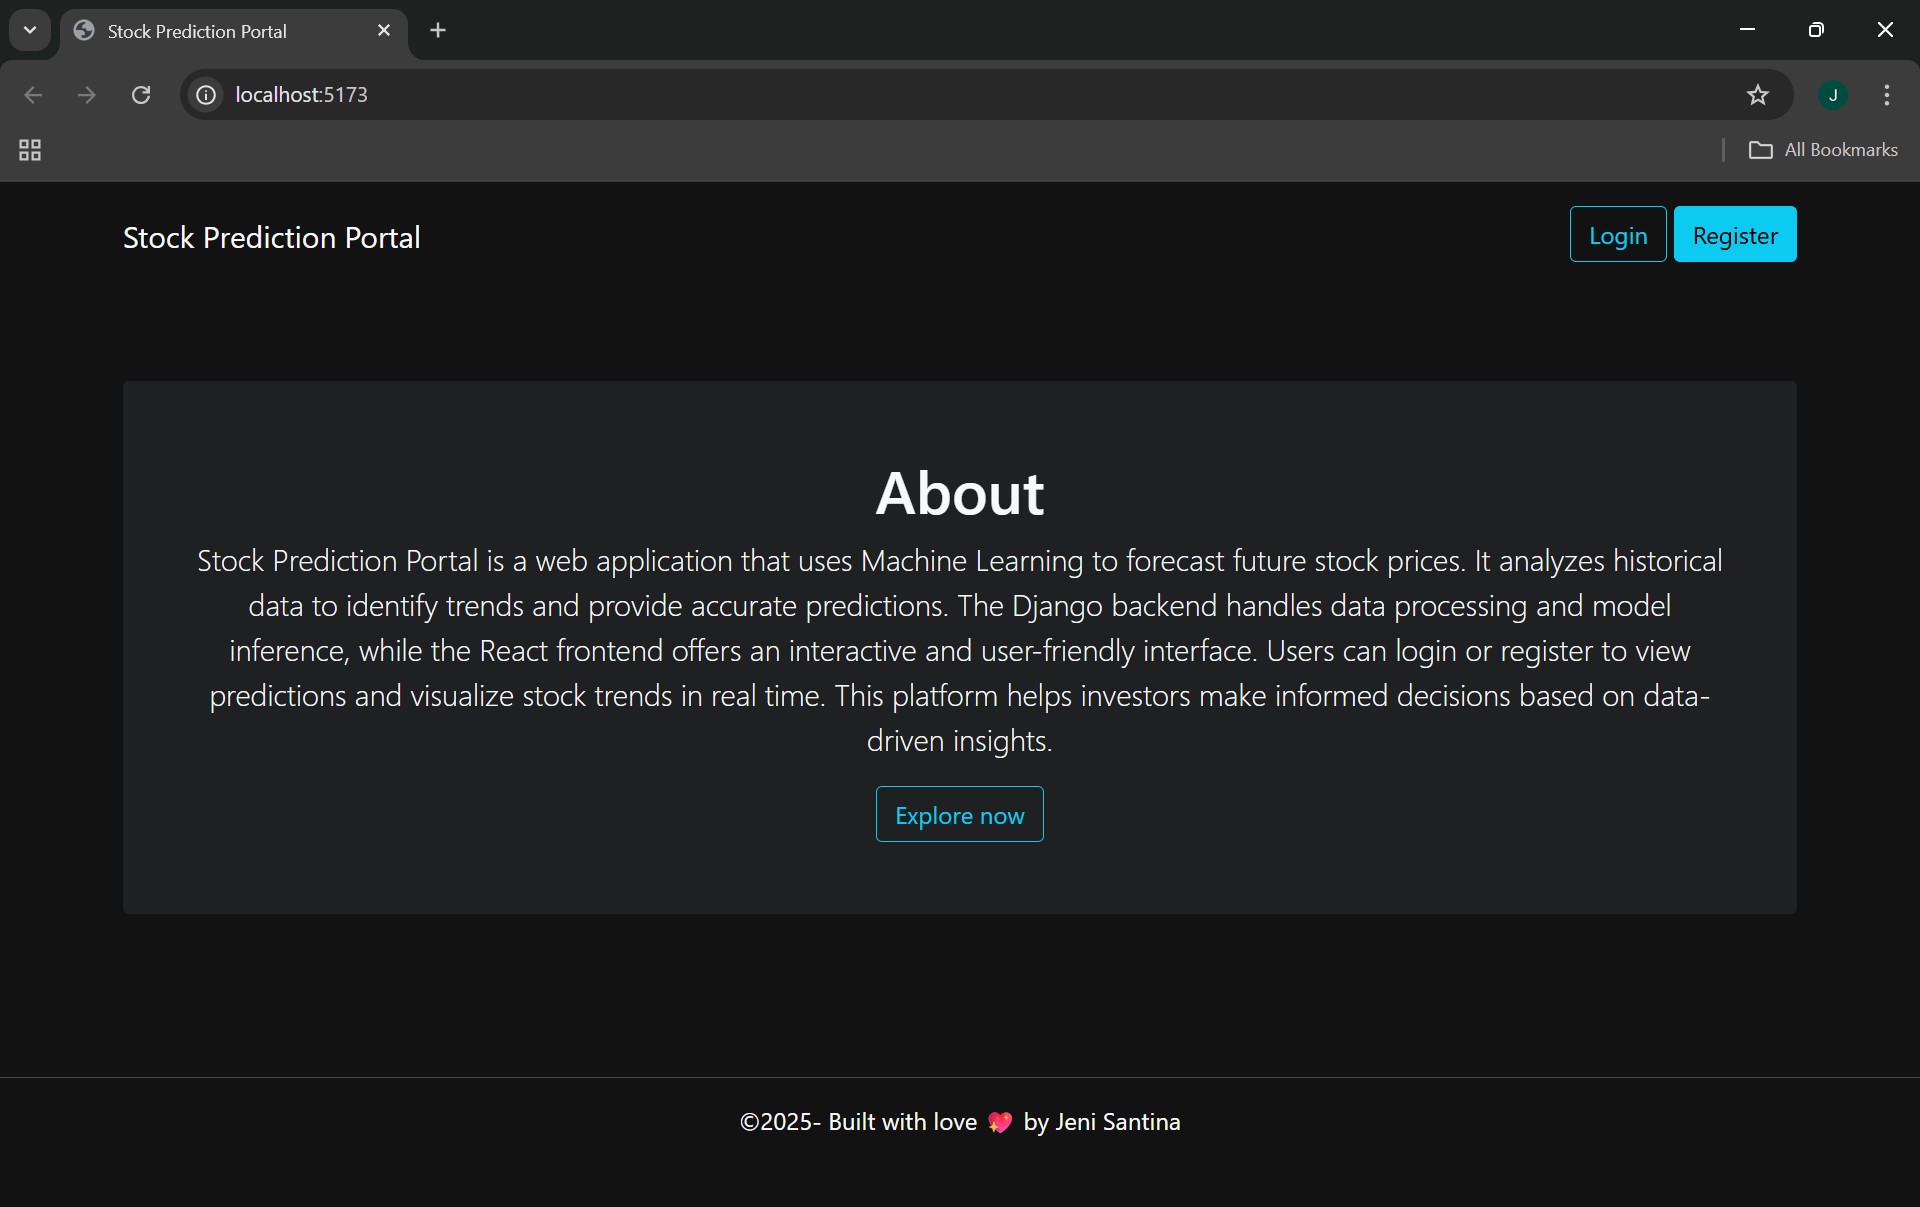 Stock Prediction Portal
localhost:5173
J
All Bookmarks
Stock Prediction Portal
Login
Register
About
Stock Prediction Portal is a web application that uses Machine Learning to forecast future stock prices. It analyzes historical
data to identify trends and provide accurate predictions. The Django backend handles data processing and model
inference, while the React frontend offers an interactive and user-friendly interface. Users can login or register to view
predictions and visualize stock trends in real time. This platform helps investors make informed decisions based on data-
driven insights.
Explore now
©2025- Built with love 💖 by Jeni Santina